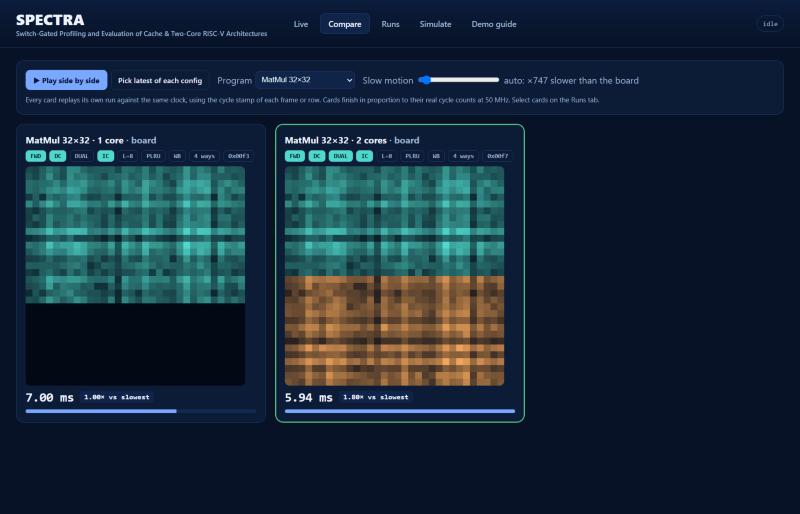 SPECTRA
Switch-Gated Profiling and Evaluation of Cache & Two-Core RISC-V Architectures
Live Compare Runs Simulate Demo guide
idle
▶ Play side by side Pick latest of each config Program MatMul 32×32 Slow motion auto: ×747 slower than the board
Every card replays its own run against the same clock, using the cycle stamp of each frame or row. Cards finish in proportion to their real cycle counts at 50 MHz. Select cards on the Runs tab.
MatMul 32×32 · 1 core · board
FWD DC DUAL IC L=8 PLRU WB 4 ways 0x00f3
7.00 ms 1.00× vs slowest
MatMul 32×32 · 2 cores · board
FWD DC DUAL IC L=8 PLRU WB 4 ways 0x00f7
5.94 ms 1.80× vs slowest